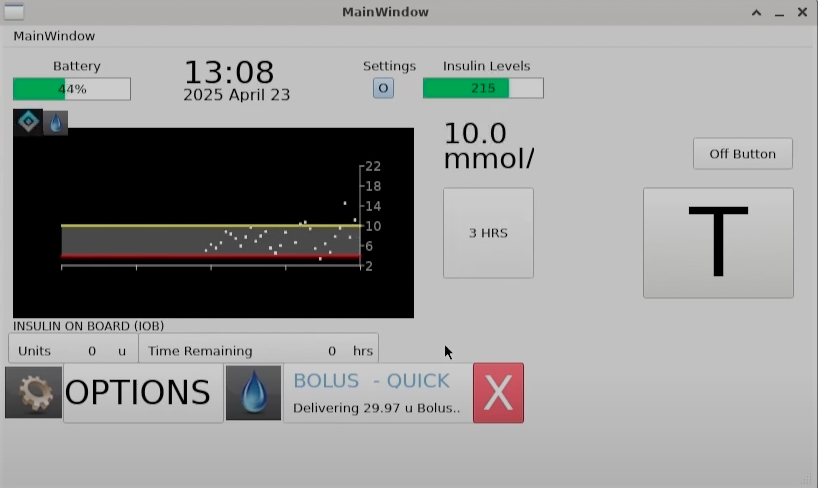 MainWindow
MainWindow
Battery
44%
13:08
2025 April 23
Settings
O
Insulin Levels
215
10.0
mmol/
Off Button
22
18
14
10
6
2
3 HRS
T
INSULIN ON BOARD (IOB)
Units 0 u
Time Remaining 0 hrs
OPTIONS
BOLUS - QUICK
Delivering 29.97 u Bolus..
X